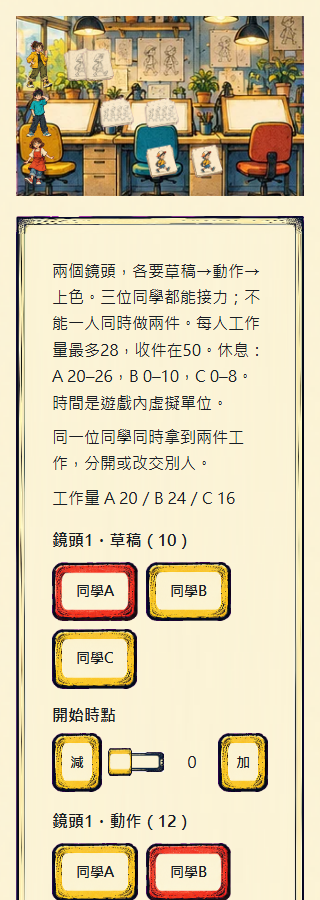 兩個鏡頭，各要草稿→動作→
上色。三位同學都能接力；不
能一人同時做兩件。每人工作
量最多28，收件在50。休息：
A 20–26，B 0–10，C 0–8。
時間是遊戲內虛擬單位。
同一位同學同時拿到兩件工
作，分開或改交別人。
工作量 A 20 / B 24 / C 16
鏡頭1・草稿（10）
同學A
同學B
同學C
開始時點
減
0
加
鏡頭1・動作（12）
同學A
同學B